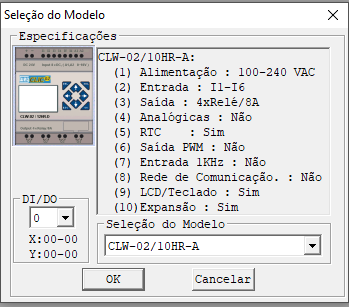 Seleção do Modelo
Especificações
CLW-02/10HR-A:
(1) Alimentação : 100-240 VAC
(2) Entrada : I1-I6
(3) Saída : 4xRelé/8A
(4) Analógicas : Não
(5) RTC : Sim
(6) Saída PWM : Não
(7) Entrada 1KHz : Não
(8) Rede de Comunicação. : Não
(9) LCD/Teclado : Sim
(10)Expansão : Sim
DI/DO
0
X:00-00
Y:00-00
Seleção do Modelo
CLW-02/10HR-A
OK
Cancelar